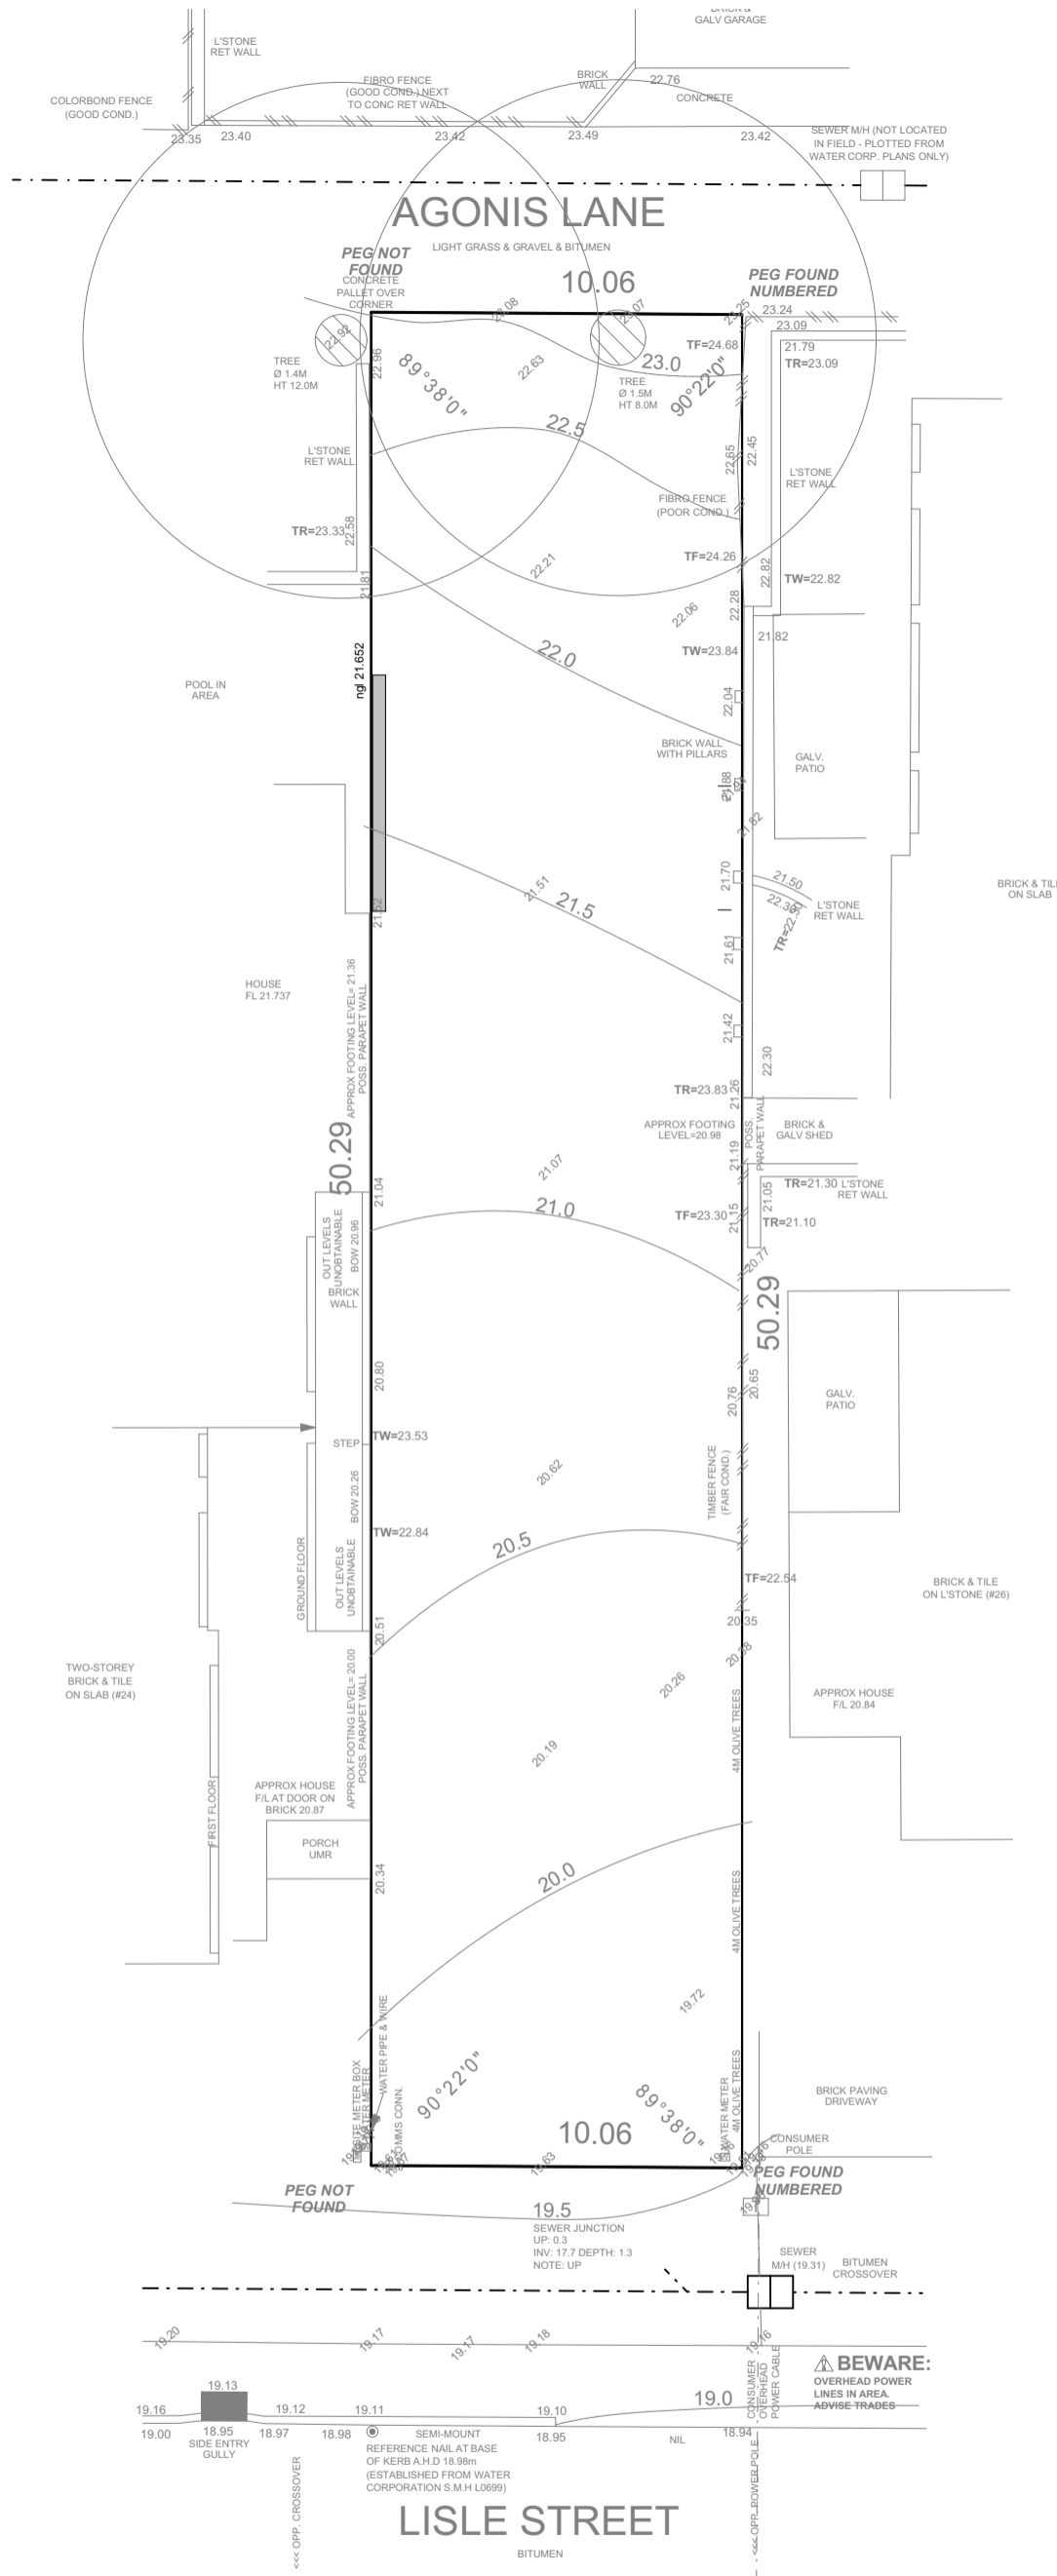 GALV GARAGE
L'STONE
RET WALL
BRICK
WALL
22.76
FIBRO FENCE
(GOOD COND.) NEXT
TO CONC RET WALL
COLORBOND FENCE
(GOOD COND.)
CONCRETE
23.35
23.40
23.42
23.49
23.42
SEWER M/H (NOT LOCATED
IN FIELD - PLOTTED FROM
WATER CORP. PLANS ONLY)
AGONIS LANE
LIGHT GRASS & GRAVEL & BITUMEN
PEG NOT
FOUND
CONCRETE
PALLET OVER
CORNER
10.06
PEG FOUND
NUMBERED
23.08
23.07
23.25
23.24
23.09
22.92
TF=24.68
21.79
TR=23.09
TREE
Ø 1.4M
HT 12.0M
22.96
89°38'0"
22.63
23.0
TREE
Ø 1.5M
HT 8.0M
90°22'0"
22.5
L'STONE
RET WALL
22.65
22.45
L'STONE
RET WALL
FIBRO FENCE
(POOR COND.)
TR=23.33
22.58
TF=24.26
21.81
22.21
22.82
TW=22.82
22.06
22.28
21.82
22.0
TW=23.84
ngl 21.652
POOL IN
AREA
22.04
BRICK WALL
WITH PILLARS
GALV.
PATIO
21.88
21.82
21.70
21.50
22.30
TR=22.30
L'STONE
RET WALL
BRICK & TILE
ON SLAB
21.51
21.5
21.52
21.61
HOUSE
FL 21.737
APPROX FOOTING LEVEL= 21.36
POSS. PARAPET WALL
21.42
22.30
TR=23.83
21.26
APPROX FOOTING
LEVEL=20.98
POSS.
PARAPET WALL
BRICK &
GALV SHED
50.29
21.19
21.07
21.04
TR=21.30
L'STONE
RET WALL
21.05
21.0
TF=23.30
21.15
TR=21.10
OUT LEVELS
UNOBTAINABLE
BOW 20.96
BRICK
WALL
20.77
50.29
20.80
20.76
20.65
GALV.
PATIO
STEP
TW=23.53
20.62
TIMBER FENCE
(FAIR COND.)
BOW 20.26
TW=22.84
20.5
GROUND FLOOR
OUT LEVELS
UNOBTAINABLE
TF=22.54
BRICK & TILE
ON L'STONE (#26)
20.51
20.35
20.38
TWO-STOREY
BRICK & TILE
ON SLAB (#24)
APPROX FOOTING LEVEL= 20.00
POSS. PARAPET WALL
20.26
APPROX HOUSE
F/L 20.84
4M OLIVE TREES
20.19
APPROX HOUSE
F/L AT DOOR ON
BRICK 20.87
FIRST FLOOR
PORCH
UMR
20.34
20.0
4M OLIVE TREES
19.72
WATER PIPE & WIRE
WATER METER
COMMS CONN.
90°22'0"
89°38'0"
10.06
WATER METER
4M OLIVE TREES
BRICK PAVING
DRIVEWAY
CONSUMER
POLE
19.63
PEG NOT
FOUND
PEG FOUND
NUMBERED
19.5
SEWER JUNCTION
UP: 0.3
INV: 17.7 DEPTH: 1.3
NOTE: UP
SEWER
M/H (19.31)
BITUMEN
CROSSOVER
19.20
19.17
19.17
19.18
19.16
CONSUMER
OVERHEAD
POWER CABLE
BEWARE:
OVERHEAD POWER
LINES IN AREA.
ADVISE TRADES
19.13
19.0
19.16
19.12
19.11
19.10
19.00
18.95
18.97
18.98
SEMI-MOUNT
18.95
NIL
18.94
SIDE ENTRY
GULLY
REFERENCE NAIL AT BASE
OF KERB A.H.D 18.98m
(ESTABLISHED FROM WATER
CORPORATION S.M.H L0699)
<<< OPP. CROSSOVER
<<< OPP. POWER POLE
LISLE STREET
BITUMEN